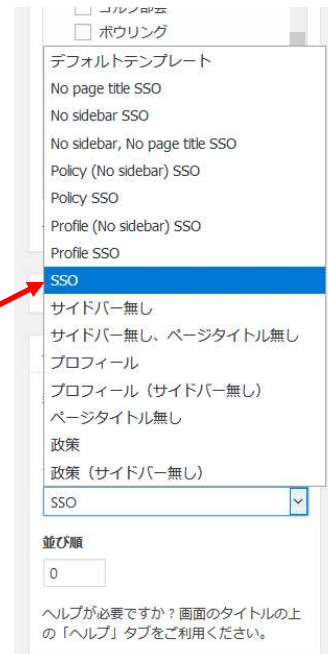 ゴルフ部会
ボウリング
デフォルトテンプレート
No page title SSO
No sidebar SSO
No sidebar, No page title SSO
Policy (No sidebar) SSO
Policy SSO
Profile (No sidebar) SSO
Profile SSO
SSO
サイドバー無し
サイドバー無し、ページタイトル無し
プロフィール
プロフィール（サイドバー無し）
ページタイトル無し
政策
政策（サイドバー無し）
SSO
並び順
0
ヘルプが必要ですか ? 画面のタイトルの上
の「ヘルプ」タブをご利用ください。